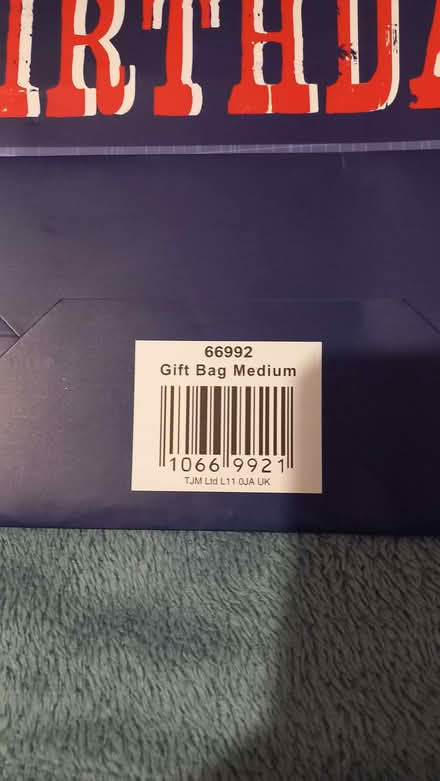 IRTHDA
66992
Gift Bag Medium
1066 9921
TJM Ltd L11 0JA UK